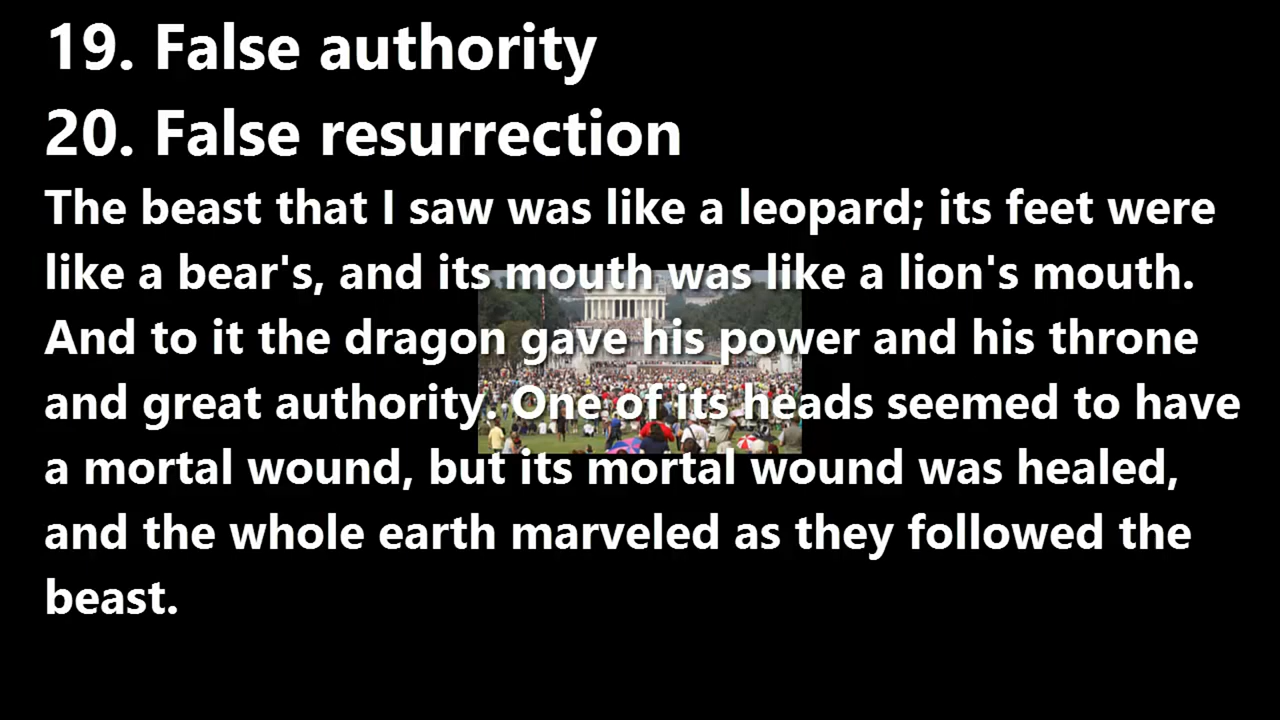 19. False authority
20. False resurrection
The beast that I saw was like a leopard; its feet were
like a bear's, and its mouth was like a lion's mouth.
And to it the dragon gave his power and his throne
and great authority. One of its heads seemed to have
a mortal wound, but its mortal wound was healed,
and the whole earth marveled as they followed the
beast.